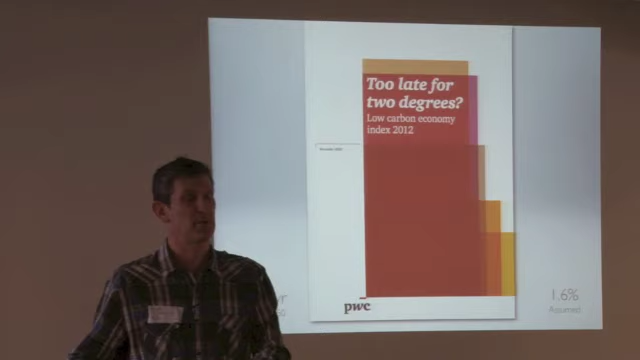 Too late for
two degrees?
Low carbon economy
index 2012
pwc
1.6%
Assumed